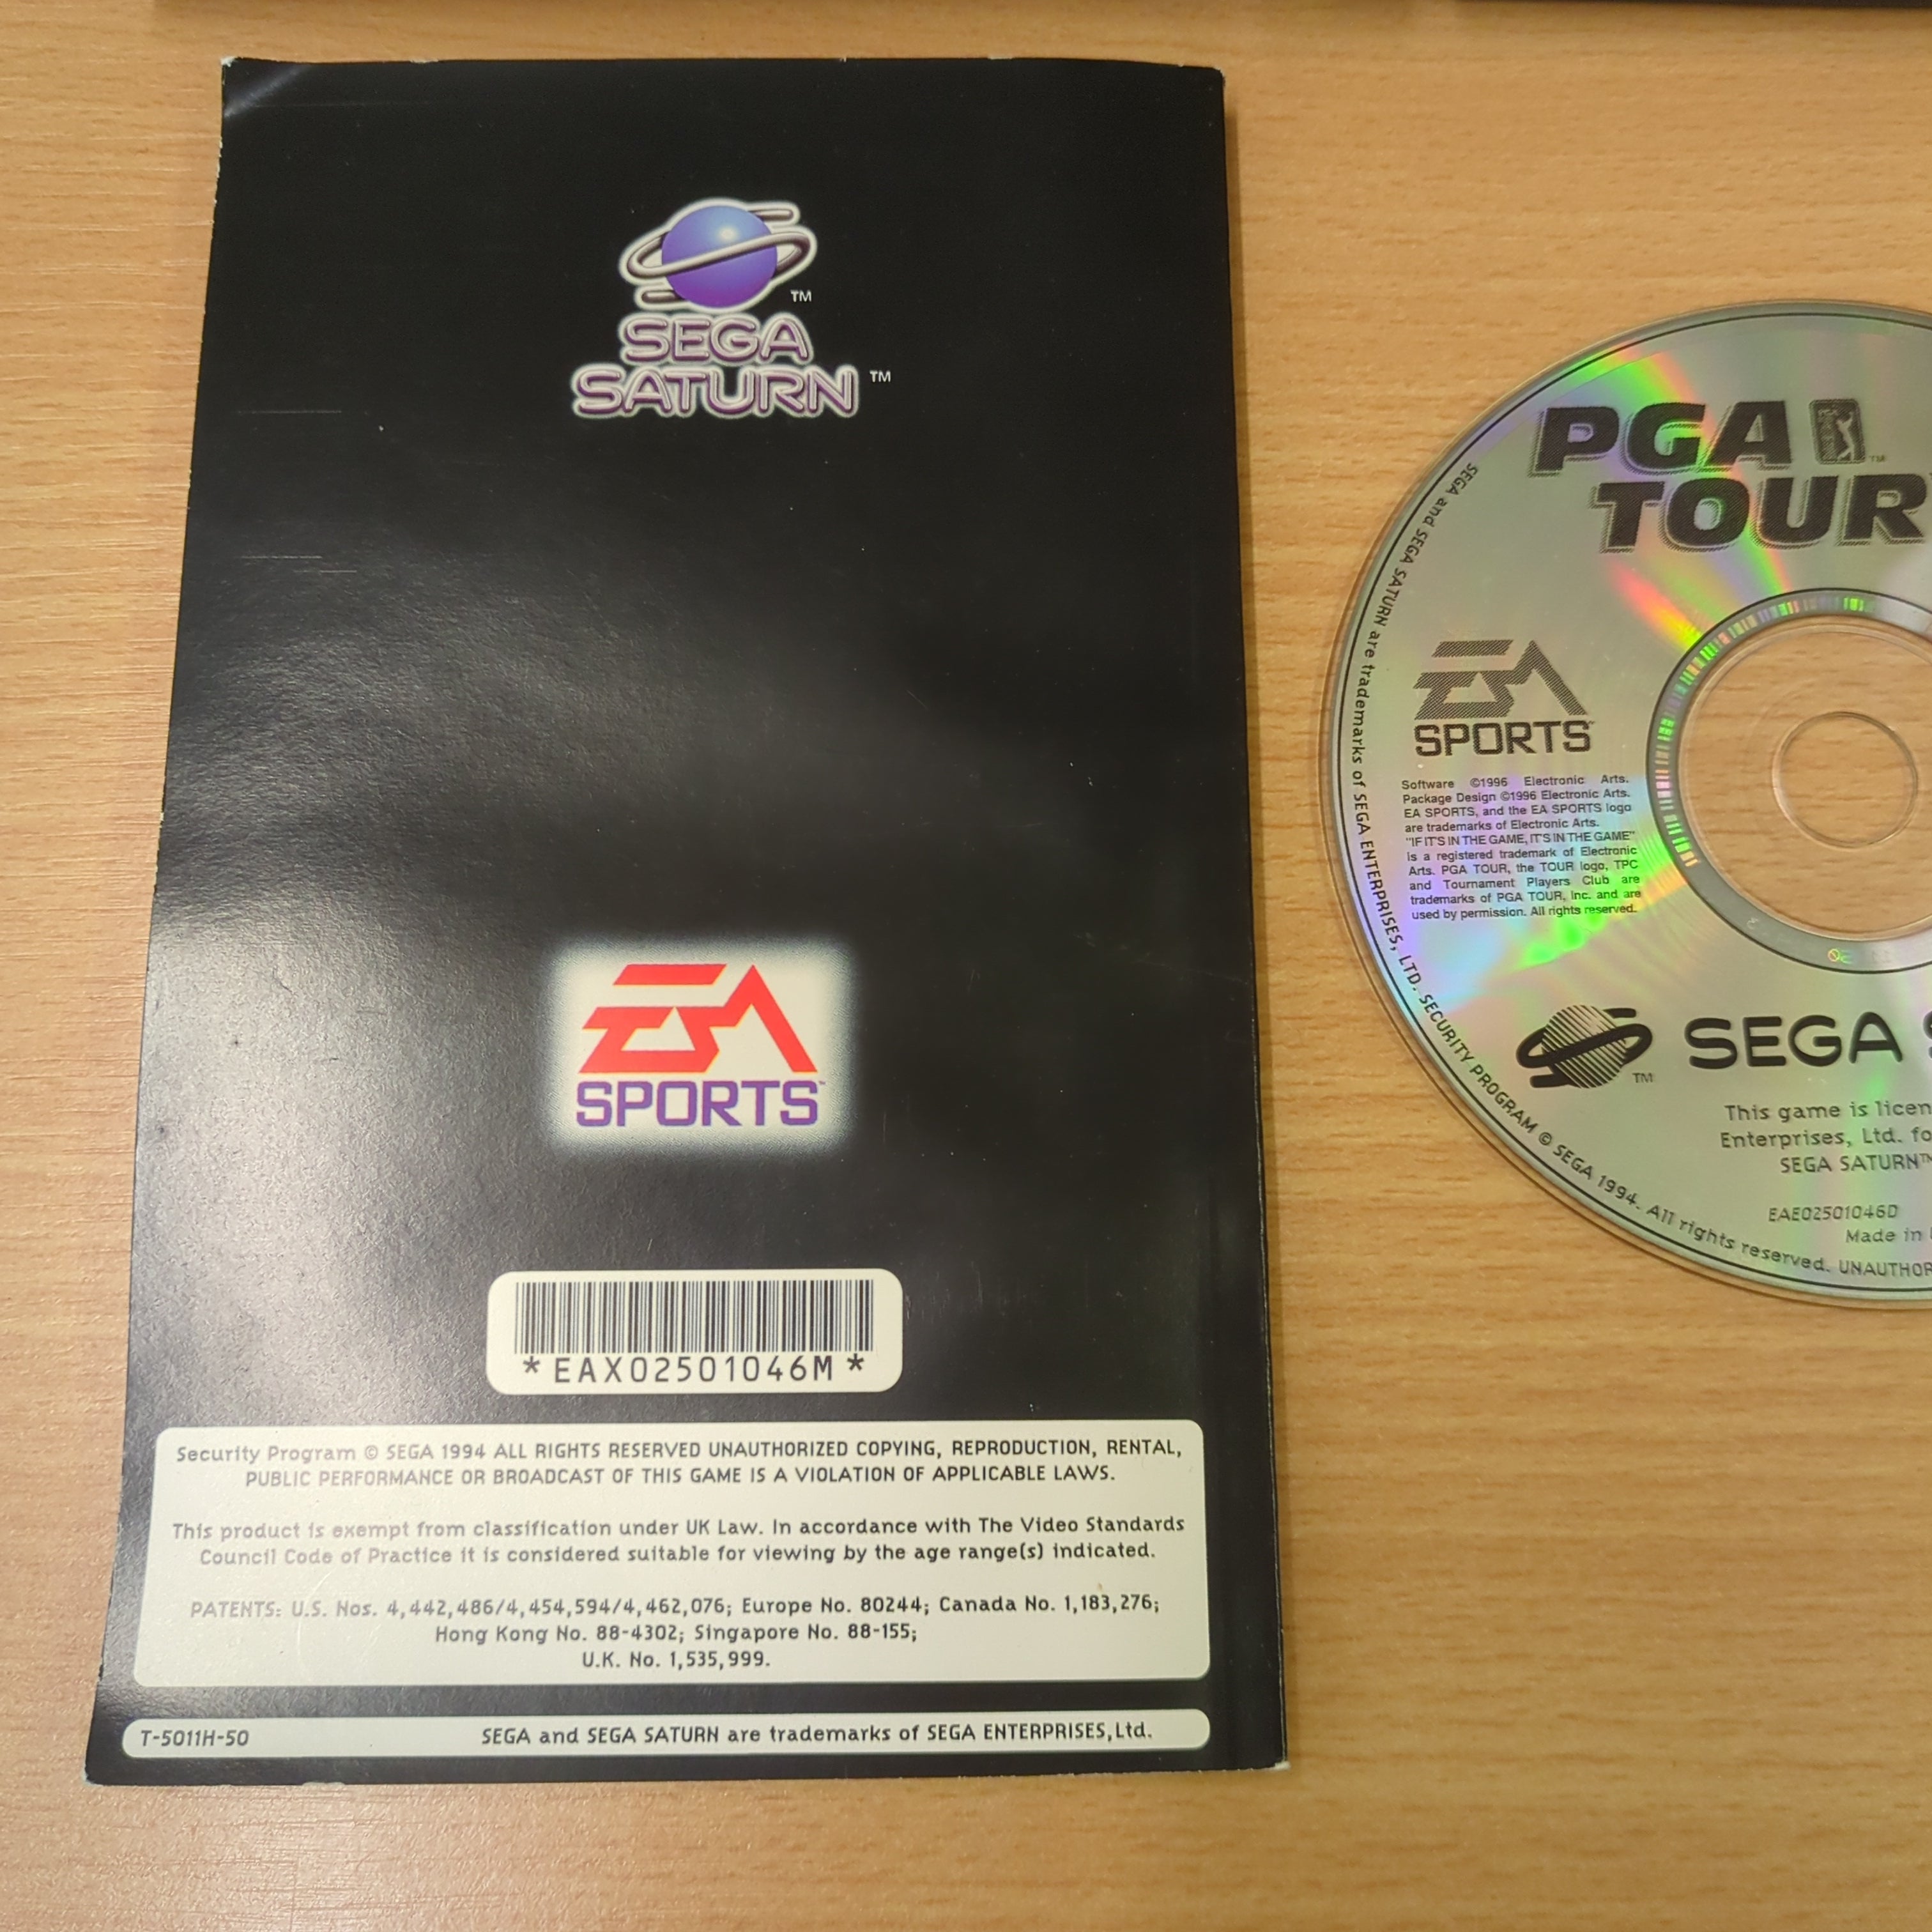 TM
SEGA
SATURN TM
EA
SPORTS™
*EAX02501046M*
Security Program © SEGA 1994 ALL RIGHTS RESERVED UNAUTHORIZED COPYING, REPRODUCTION, RENTAL,
PUBLIC PERFORMANCE OR BROADCAST OF THIS GAME IS A VIOLATION OF APPLICABLE LAWS.
This product is exempt from classification under UK Law. In accordance with The Video Standards
Council Code of Practice it is considered suitable for viewing by the age range(s) indicated.
PATENTS: U.S. Nos. 4,442,486/4,454,594/4,462,076; Europe No. 80244; Canada No. 1,183,276;
Hong Kong No. 88-4302; Singapore No. 88-155;
U.K. No. 1,535,999.
T-5011H-50 SEGA and SEGA SATURN are trademarks of SEGA ENTERPRISES,Ltd.
PGA TM
TOUR
EA
SPORTS™
Software ©1996 Electronic Arts.
Package Design ©1996 Electronic Arts.
EA SPORTS, and the EA SPORTS logo
are trademarks of Electronic Arts.
"IF IT'S IN THE GAME, IT'S IN THE GAME"
is a registered trademark of Electronic
Arts. PGA TOUR, the TOUR logo, TPC
and Tournament Players Club are
trademarks of PGA TOUR, Inc. and are
used by permission. All rights reserved.
TM SEGA
This game is licen
Enterprises, Ltd. fo
SEGA SATURN™
EAE02501046D
Made in
SEGA and SEGA SATURN are trademarks of SEGA ENTERPRISES, LTD. SECURITY PROGRAM © SEGA 1994. All rights reserved. UNAUTHOR